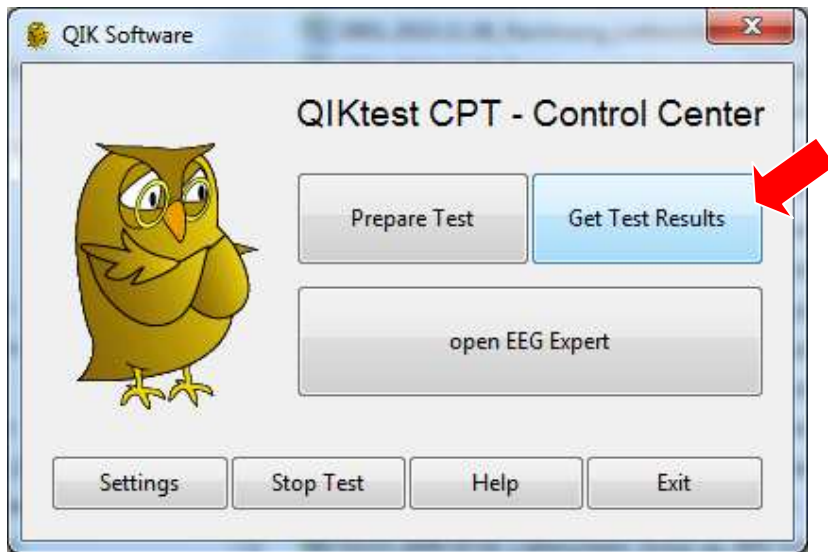 QIK Software
QIKtest CPT - Control Center
Prepare Test
Get Test Results
open EEG Expert
Settings
Stop Test
Help
Exit